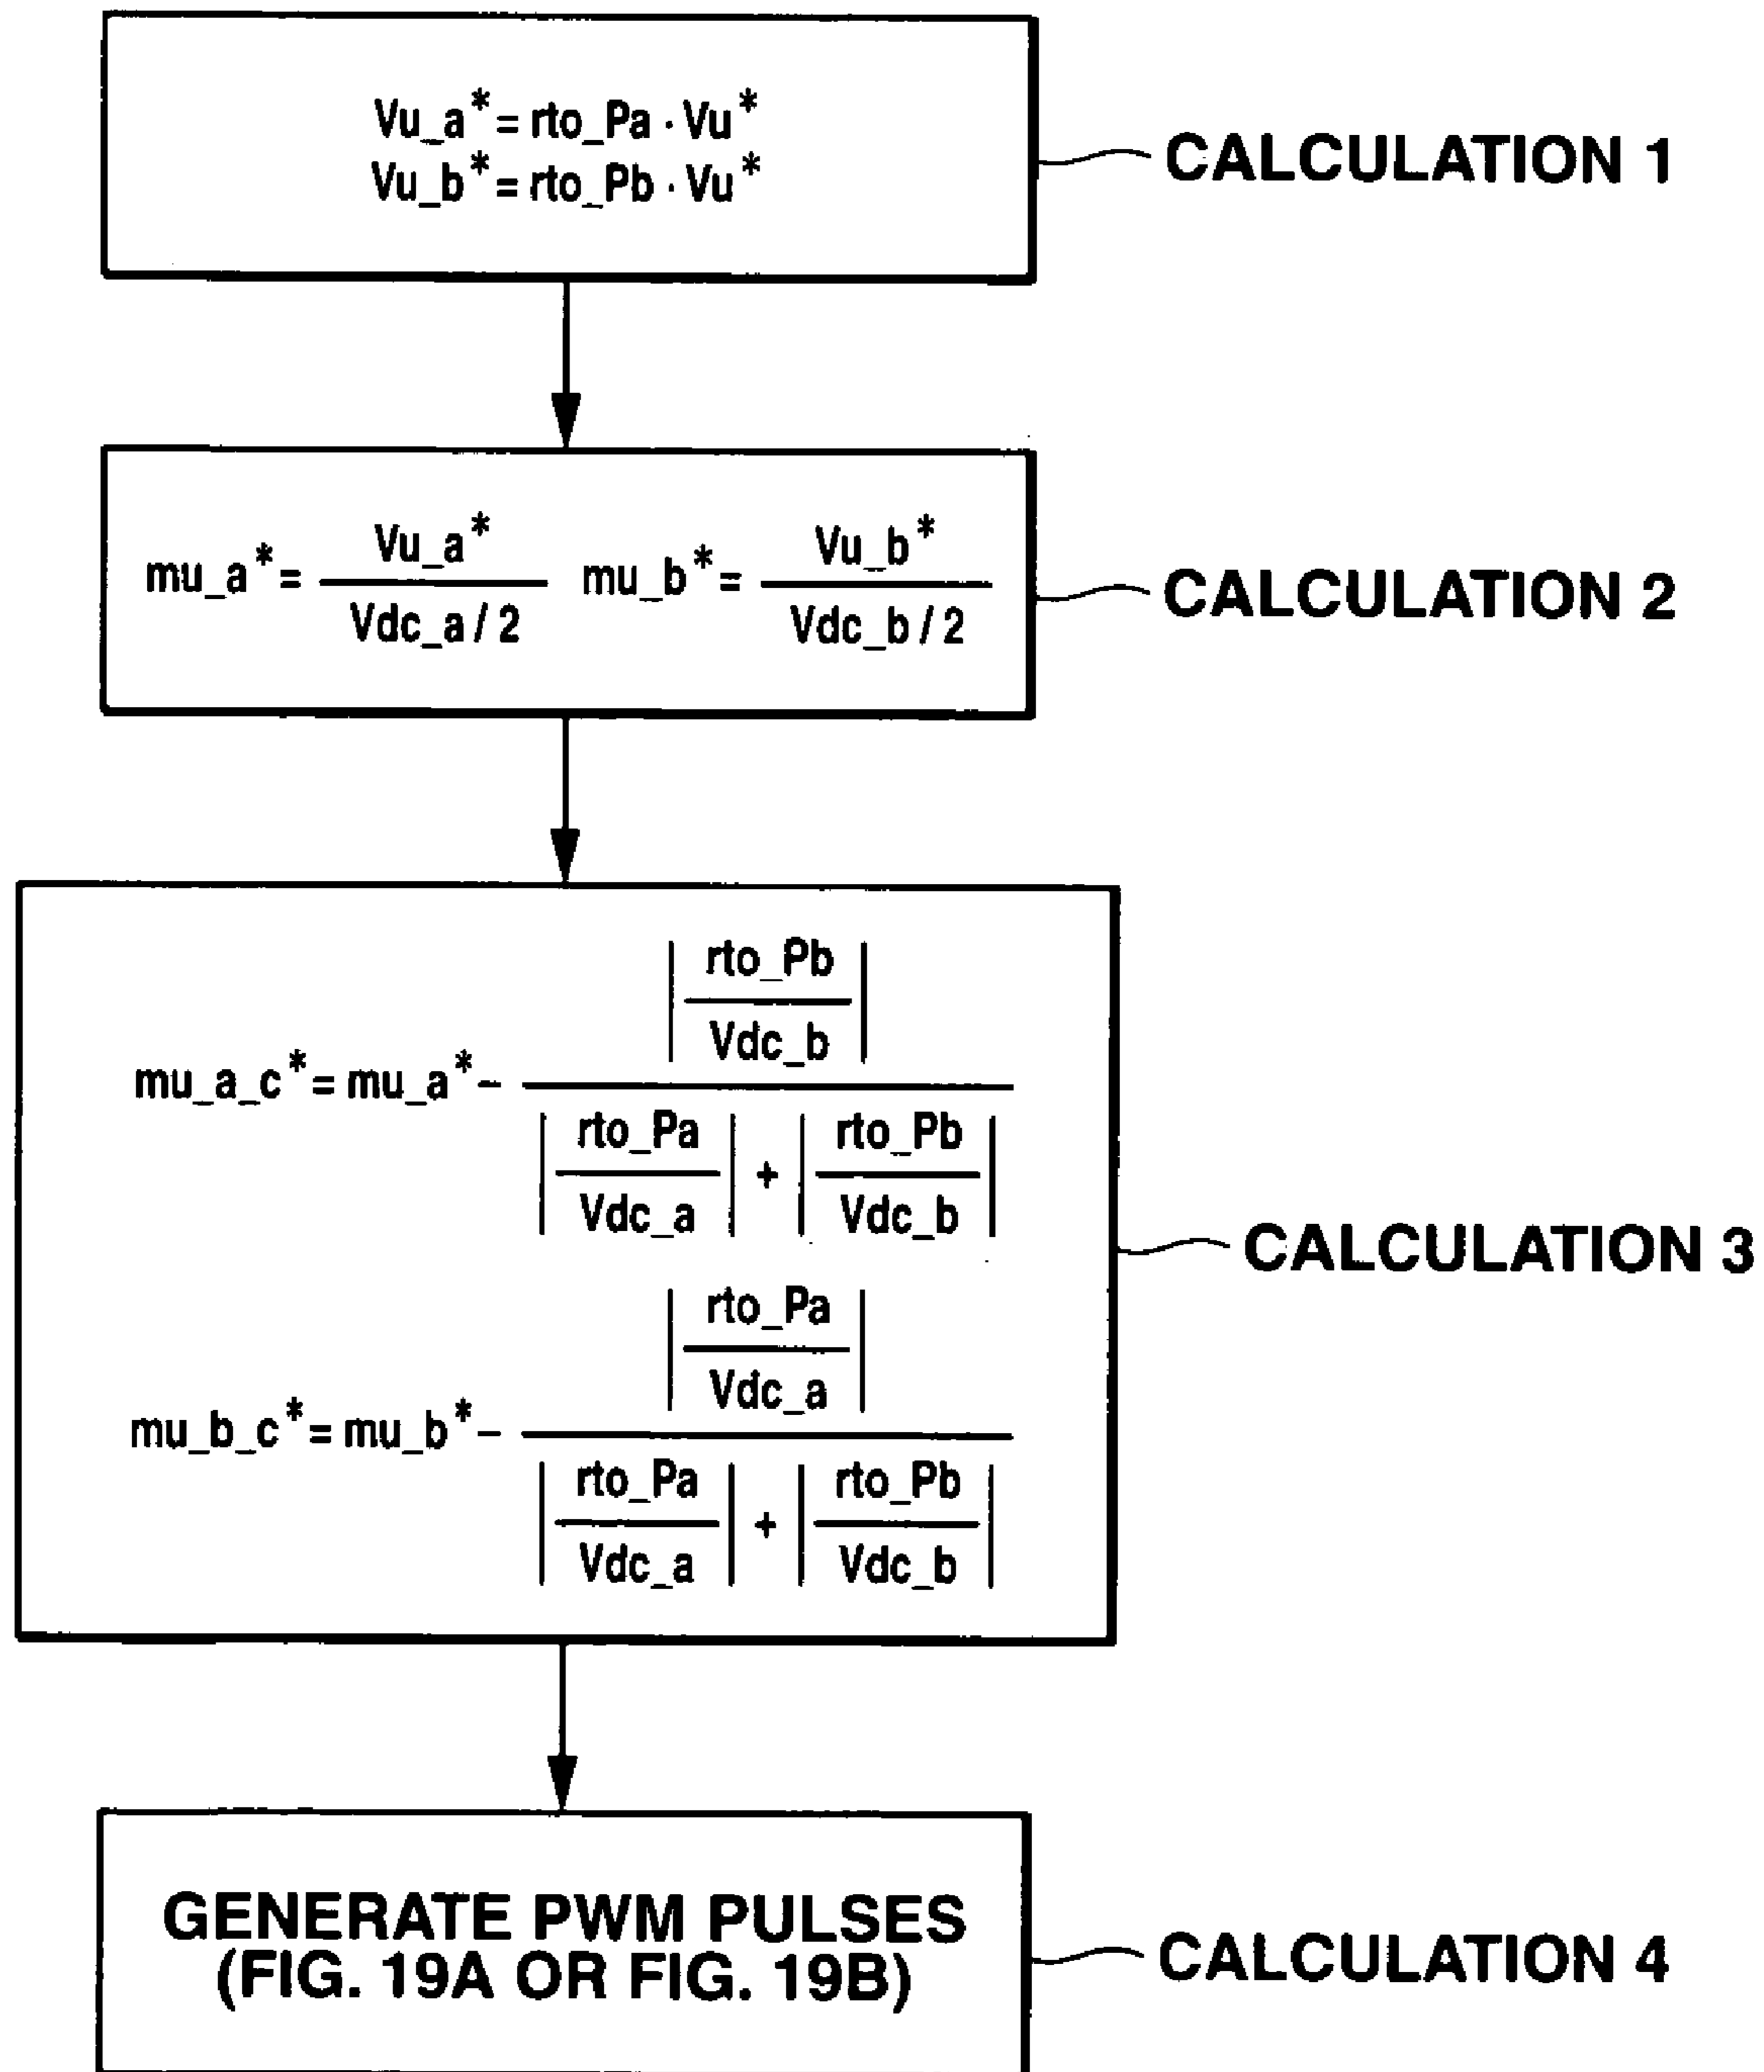 Vu_a* = rto_Pa · Vu*
Vu_b* = rto_Pb · Vu*
CALCULATION 1
mu_a* = Vu_a* / (Vdc_a / 2)   mu_b* = Vu_b* / (Vdc_b / 2)
CALCULATION 2
mu_a_c* = mu_a* − |rto_Pb / Vdc_b| / (|rto_Pa / Vdc_a| + |rto_Pb / Vdc_b|)
mu_b_c* = mu_b* − |rto_Pa / Vdc_a| / (|rto_Pa / Vdc_a| + |rto_Pb / Vdc_b|)
CALCULATION 3
GENERATE PWM PULSES
(FIG. 19A OR FIG. 19B)
CALCULATION 4